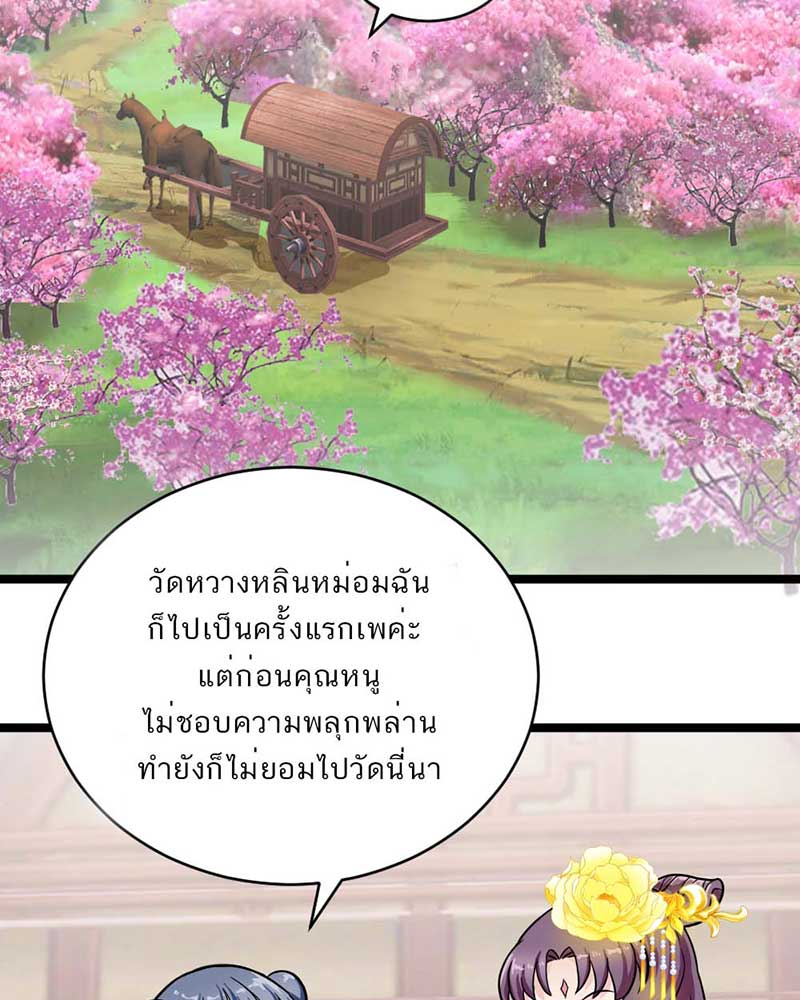 วัดหวางหลินหม่อมฉัน
ก็ไปเป็นครั้งแรกเพค่ะ
แต่ก่อนคุณหนู
ไม่ชอบความพลุกพล่าน
ทำยังก็ไม่ยอมไปวัดนี่นา